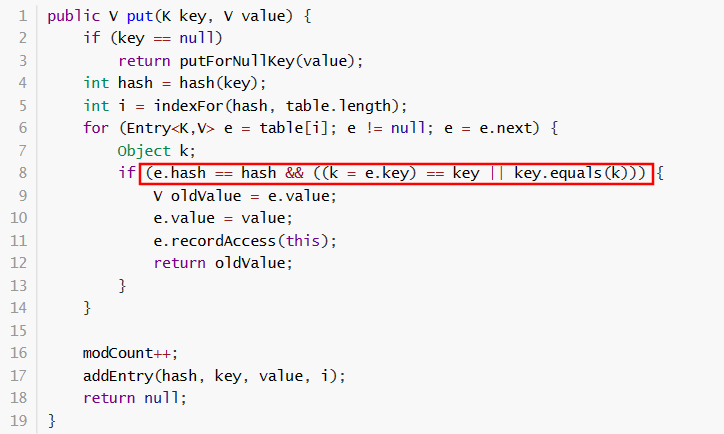 1 public V put(K key, V value) {
2     if (key == null)
3         return putForNullKey(value);
4     int hash = hash(key);
5     int i = indexFor(hash, table.length);
6     for (Entry<K,V> e = table[i]; e != null; e = e.next) {
7         Object k;
8         if (e.hash == hash && ((k = e.key) == key || key.equals(k))) {
9             V oldValue = e.value;
10             e.value = value;
11             e.recordAccess(this);
12             return oldValue;
13         }
14     }
15
16     modCount++;
17     addEntry(hash, key, value, i);
18     return null;
19 }